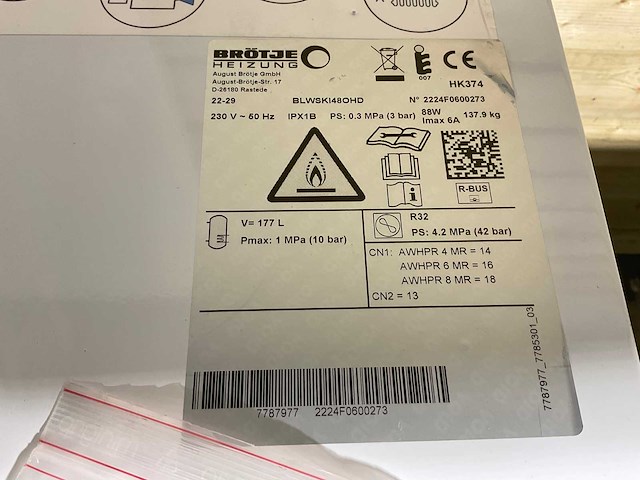 BRÖTJE
HEIZUNG
August Brötje GmbH
August-Brötje-Str. 17
D-26180 Rastede
007
CE
HK374
22-29 BLWSKI48OHD N° 2224F0600273
230 V ~ 50 Hz IPX1B PS: 0.3 MPa (3 bar) 88W Imax 6A 137.9 kg
R-BUS
V= 177 L
Pmax: 1 MPa (10 bar)
R32
PS: 4.2 MPa (42 bar)
CN1: AWHPR 4 MR = 14
AWHPR 6 MR = 16
AWHPR 8 MR = 18
CN2 = 13
7787977 2224F0600273
7787977_7785301_03